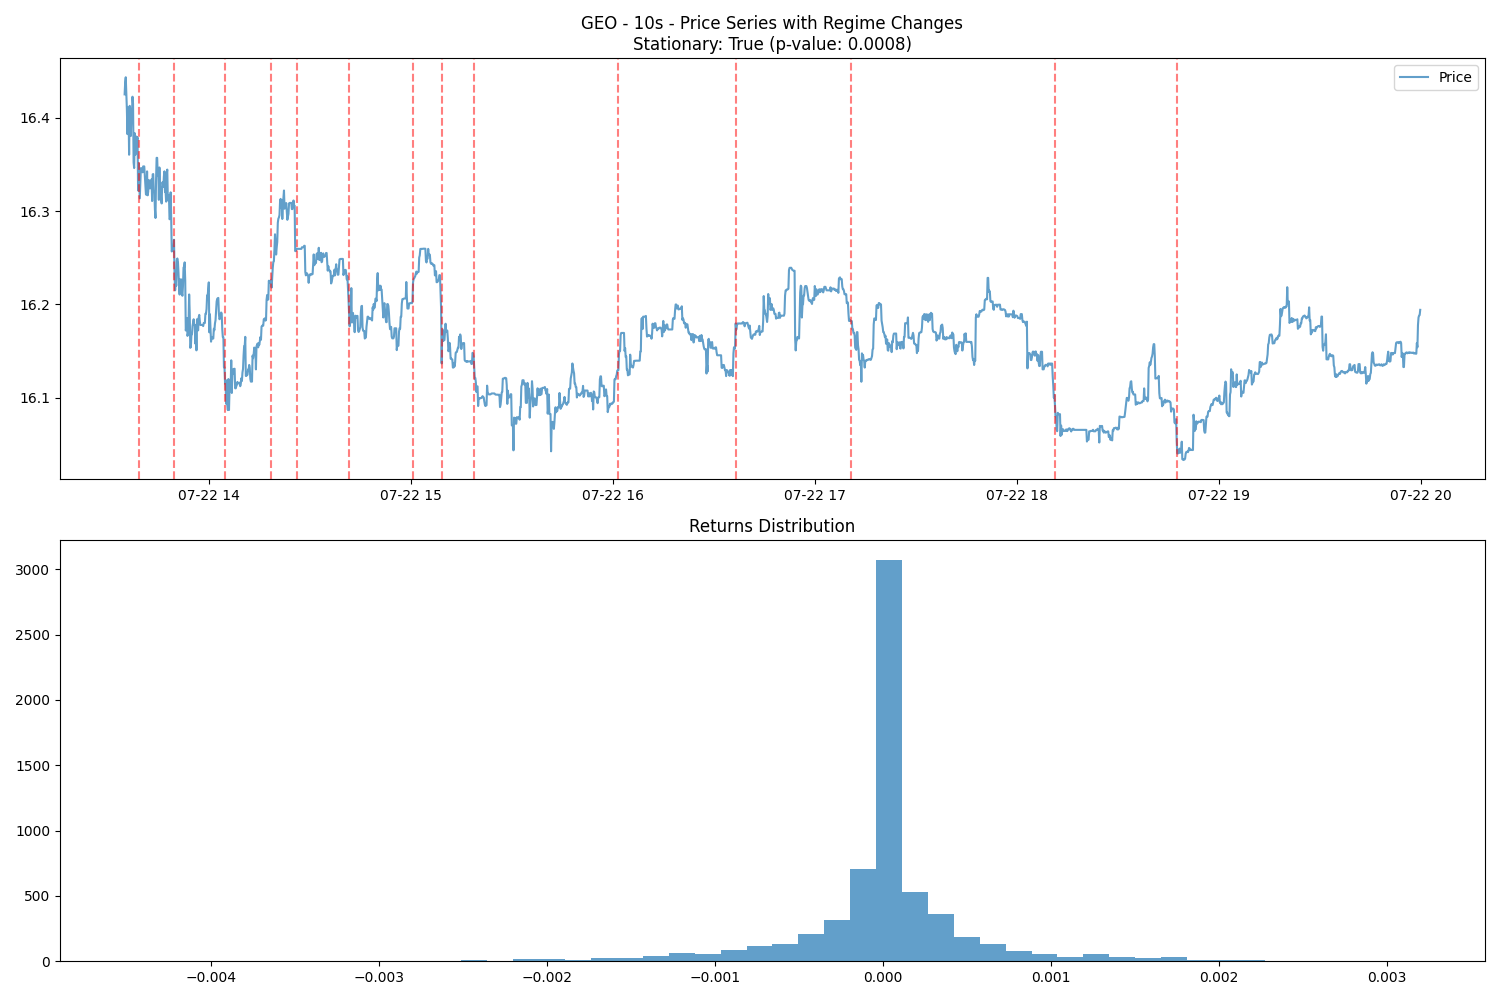 GEO - 10s - Price Series with Regime Changes
Stationary: True (p-value: 0.0008)
Price
16.4
16.3
16.2
16.1
07-22 14 07-22 15 07-22 16 07-22 17 07-22 18 07-22 19 07-22 20
Returns Distribution
3000
2500
2000
1500
1000
500
0
−0.004 −0.003 −0.002 −0.001 0.000 0.001 0.002 0.003